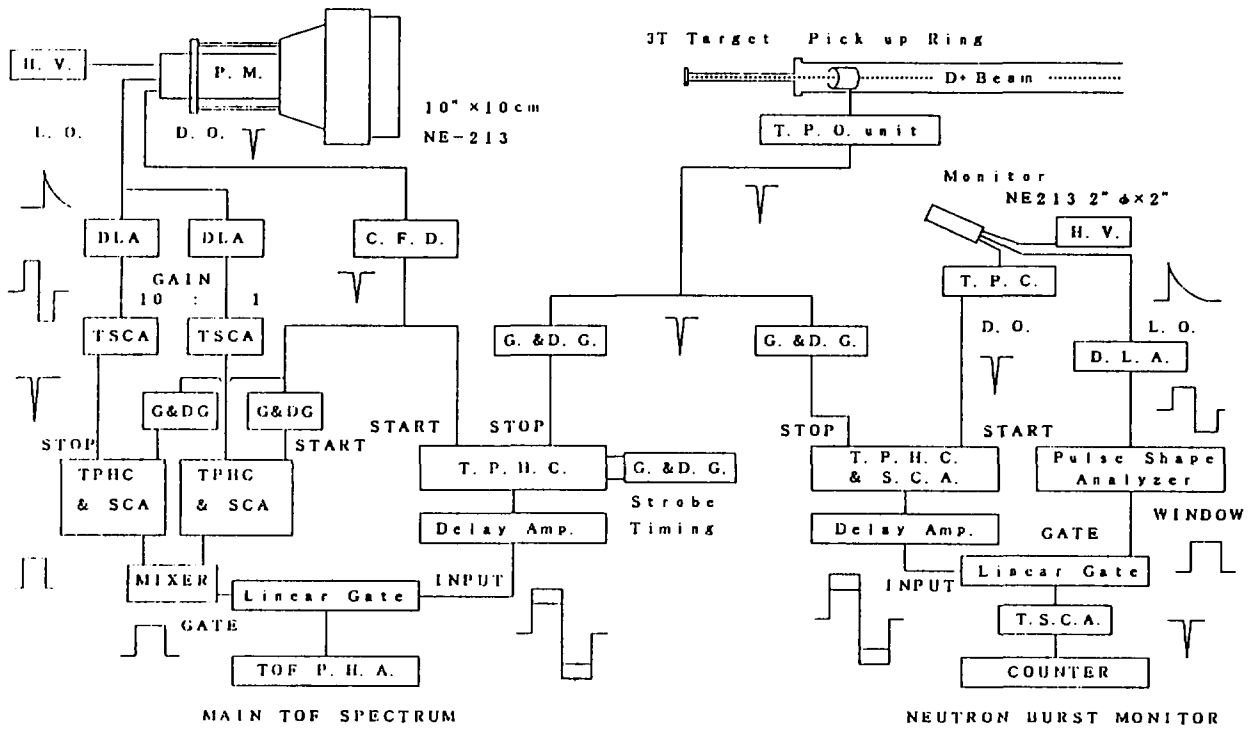 H. V.
P. M.
10" ×10cm
NE-213
L. O.
D. O.
3T Target Pick up Ring
D+ Beam
T. P. O. unit
Monitor
NE213 2" φ×2"
H. V.
T. P. C.
D. O.
L. O.
D. L. A.
DLA
DLA
C. F. D.
GAIN
10 : 1
TSCA
TSCA
G. &D. G.
G. &D. G.
G&DG
G&DG
STOP
START
START
STOP
STOP
START
TPHC
& SCA
TPHC
& SCA
T. P. H. C.
G. &D. G.
Strobe
Timing
T. P. H. C.
& S. C. A.
Pulse Shape
Analyzer
WINDOW
Delay Amp.
Delay Amp.
GATE
MIXER
INPUT
Linear Gate
GATE
INPUT
Linear Gate
T.S.C.A.
TOF P. H. A.
COUNTER
MAIN TOF SPECTRUM
NEUTRON BURST MONITOR